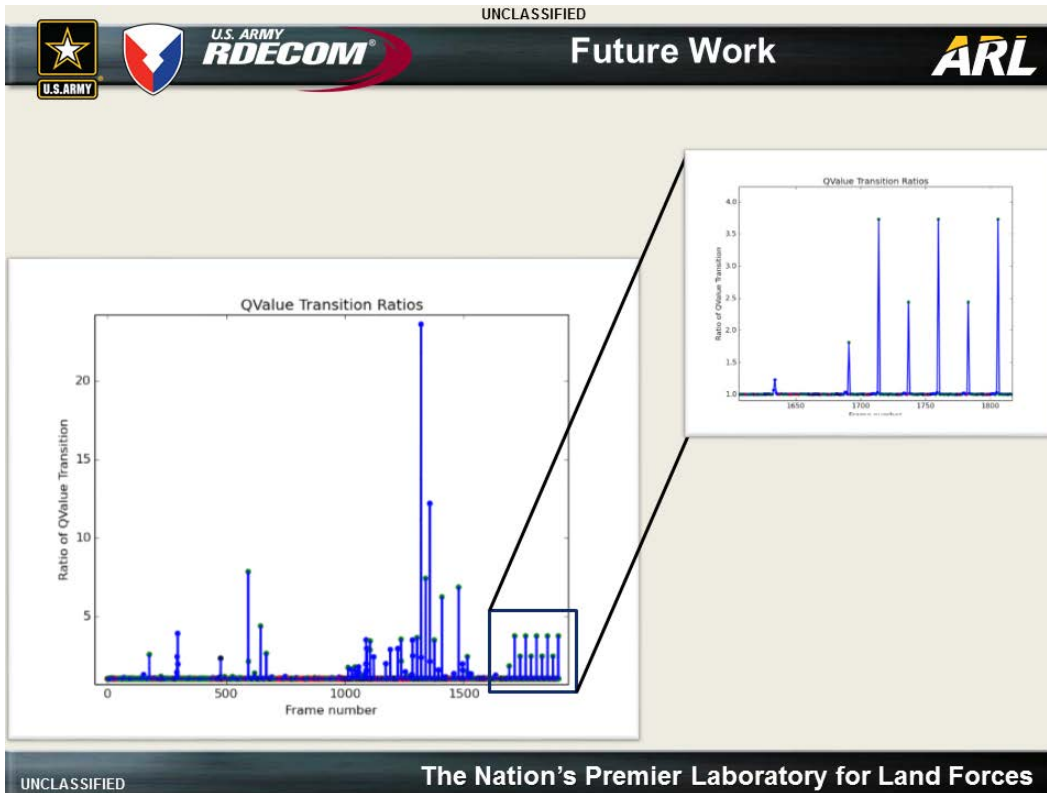 UNCLASSIFIED
U.S. ARMY
RDECOM®
Future Work
ARL
U.S.ARMY
QValue Transition Ratios
4.0
3.5
3.0
2.5
2.0
1.5
1.0
Ratio of QValue Transition
1650 1700 1750 1800
Frame number
QValue Transition Ratios
20
15
10
5
Ratio of QValue Transition
0 500 1000 1500
Frame number
UNCLASSIFIED
The Nation's Premier Laboratory for Land Forces